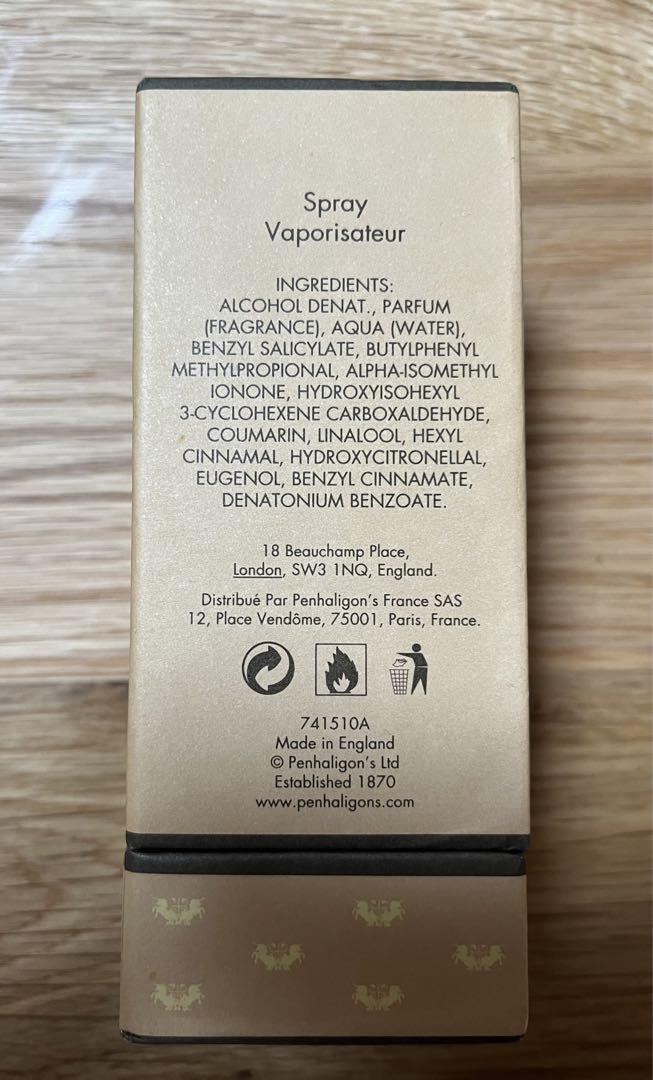 Spray
Vaporisateur
INGREDIENTS:
ALCOHOL DENAT., PARFUM
(FRAGRANCE), AQUA (WATER),
BENZYL SALICYLATE, BUTYLPHENYL
METHYLPROPIONAL, ALPHA-ISOMETHYL
IONONE, HYDROXYISOHEXYL
3-CYCLOHEXENE CARBOXALDEHYDE,
COUMARIN, LINALOOL, HEXYL
CINNAMAL, HYDROXYCITRONELLAL,
EUGENOL, BENZYL CINNAMATE,
DENATONIUM BENZOATE.
18 Beauchamp Place,
London, SW3 1NQ, England.
Distribué Par Penhaligon's France SAS
12, Place Vendôme, 75001, Paris, France.
741510A
Made in England
© Penhaligon's Ltd
Established 1870
www.penhaligons.com